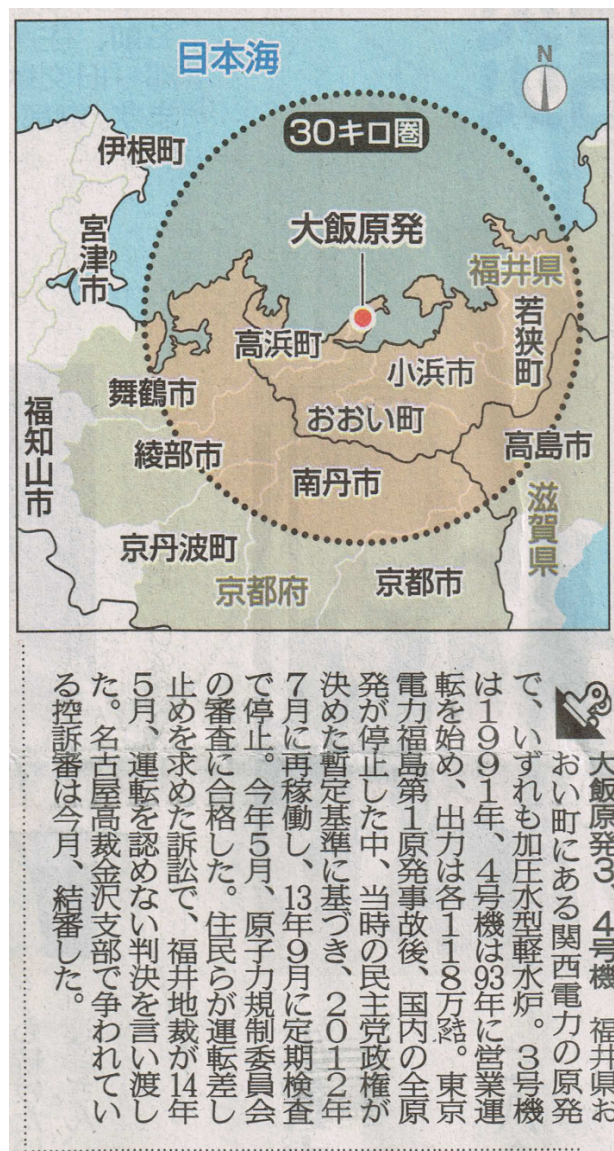 日本海
N
30キロ圏
伊根町
大飯原発
宮津市
福井県
若狭町
高浜町
小浜市
舞鶴市
おおい町
福知山市
綾部市
高島市
南丹市
滋賀県
京丹波町
京都府
京都市
大飯原発3、4号機 福井県お
おい町にある関西電力の原発
で、いずれも加圧水型軽水炉。3号機
は1991年、4号機は93年に営業運
転を始め、出力は各118万㌔㍗。東京
電力福島第1原発事故後、国内の全原
発が停止した中、当時の民主党政権が
決めた暫定基準に基づき、2012年
7月に再稼働し、13年9月に定期検査
で停止。今年5月、原子力規制委員会
の審査に合格した。住民らが運転差し
止めを求めた訴訟で、福井地裁が14年
5月、運転を認めない判決を言い渡し
た。名古屋高裁金沢支部で争われてい
る控訴審は今月、結審した。